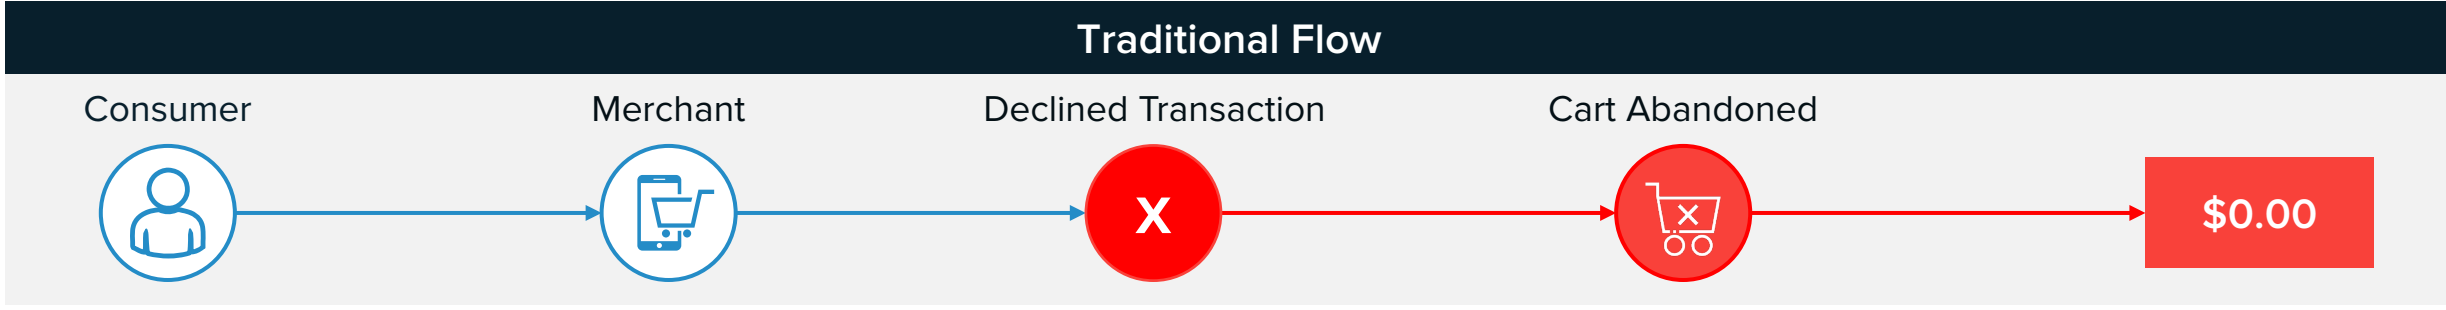 Traditional Flow
Consumer
Merchant
Declined Transaction
Cart Abandoned
X
$0.00